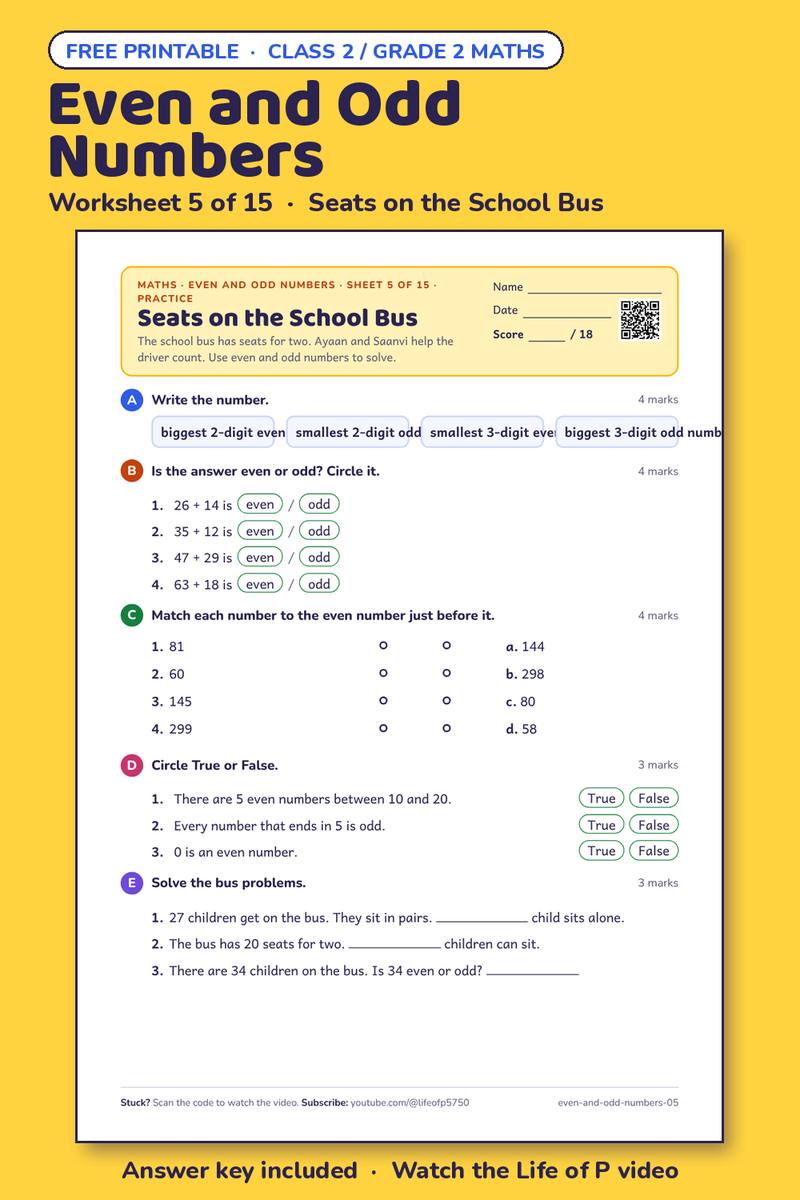 FREE PRINTABLE · CLASS 2 / GRADE 2 MATHS
Even and Odd
Numbers
Worksheet 5 of 15 · Seats on the School Bus
MATHS · EVEN AND ODD NUMBERS · SHEET 5 OF 15 ·
PRACTICE
Seats on the School Bus
The school bus has seats for two. Ayaan and Saanvi help the
driver count. Use even and odd numbers to solve.
Name
Date
Score / 18
A Write the number. 4 marks
biggest 2-digit even smallest 2-digit odd smallest 3-digit even biggest 3-digit odd numb
B Is the answer even or odd? Circle it. 4 marks
1. 26 + 14 is even / odd
2. 35 + 12 is even / odd
3. 47 + 29 is even / odd
4. 63 + 18 is even / odd
C Match each number to the even number just before it. 4 marks
1. 81 a. 144
2. 60 b. 298
3. 145 c. 80
4. 299 d. 58
D Circle True or False. 3 marks
1. There are 5 even numbers between 10 and 20. True False
2. Every number that ends in 5 is odd. True False
3. 0 is an even number. True False
E Solve the bus problems. 3 marks
1. 27 children get on the bus. They sit in pairs. ____________ child sits alone.
2. The bus has 20 seats for two. ____________ children can sit.
3. There are 34 children on the bus. Is 34 even or odd? ____________
Stuck? Scan the code to watch the video. Subscribe: youtube.com/@lifeofp5750 even-and-odd-numbers-05
Answer key included · Watch the Life of P video